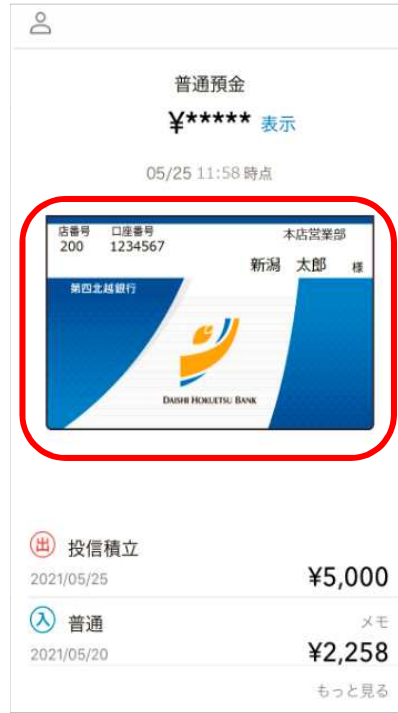 普通預金
¥***** 表示
05/25 11:58 時点
店番号 口座番号 本店営業部
200 1234567
新潟 太郎 様
第四北越銀行
DAISHI HOKUETSU BANK
出 投信積立
2021/05/25 ¥5,000
入 普通 メモ
2021/05/20 ¥2,258
もっと見る